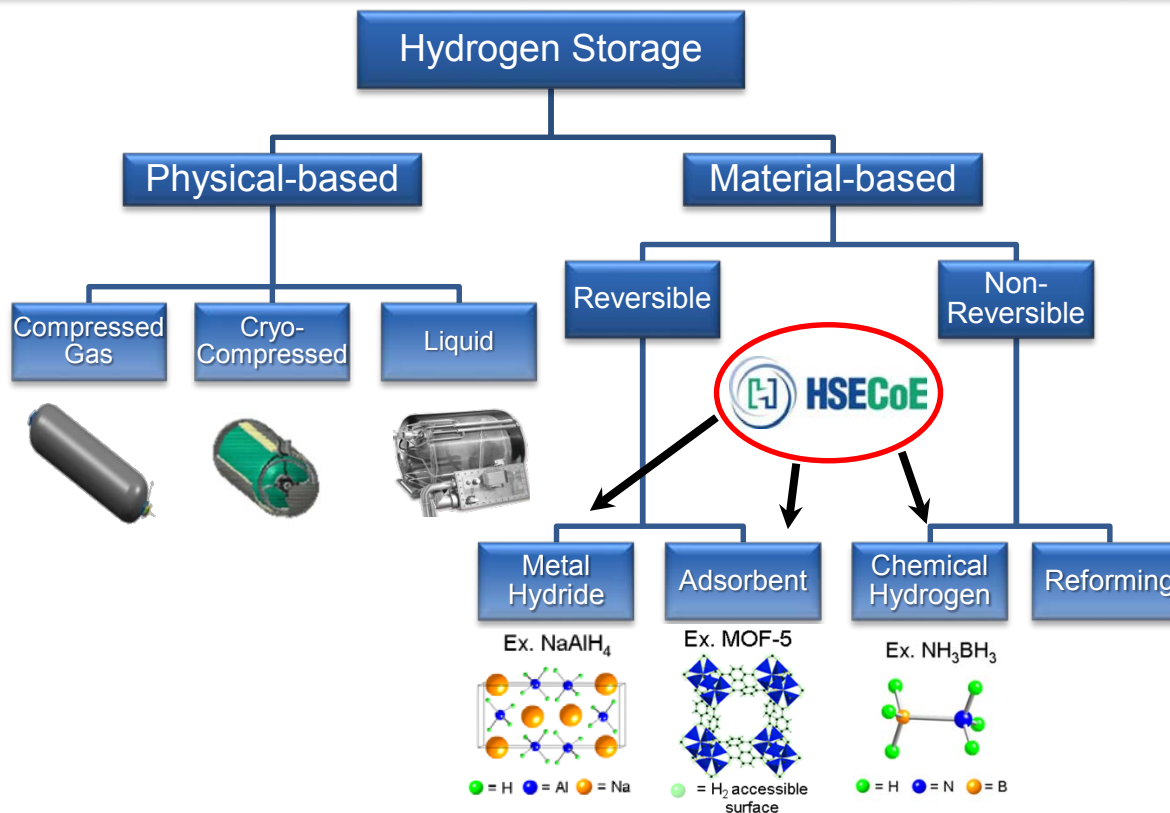 Hydrogen Storage
Physical-based
Material-based
Compressed
Gas
Cryo-
Compressed
Liquid
Reversible
Non-
Reversible
HSECoE
Metal
Hydride
Adsorbent
Chemical
Hydrogen
Reforming
Ex. NaAlH₄
Ex. MOF-5
Ex. NH₃BH₃
= H = Al = Na
= H₂ accessible
surface
= H = N = B